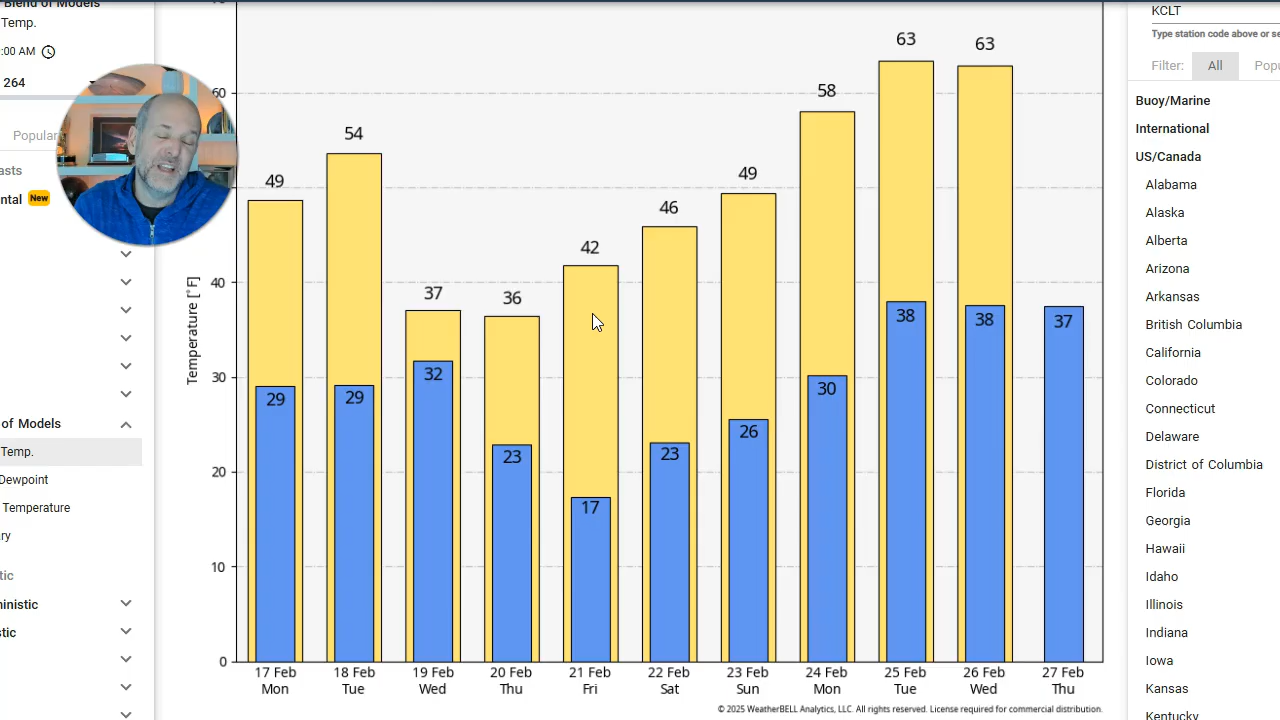 Blend of Models
Temp.
:00 AM
264
Popular
asts
ntal New
of Models
Temp.
Dewpoint
Temperature
ry
tic
ninistic
stic
Temperature [°F]
60
40
30
20
10
0
49
54
37
36
42
46
49
58
63
63
29
29
32
23
17
23
26
30
38
38
37
17 Feb
Mon
18 Feb
Tue
19 Feb
Wed
20 Feb
Thu
21 Feb
Fri
22 Feb
Sat
23 Feb
Sun
24 Feb
Mon
25 Feb
Tue
26 Feb
Wed
27 Feb
Thu
© 2025 WeatherBELL Analytics, LLC. All rights reserved. License required for commercial distribution.
KCLT
Type station code above or se
Filter: All Popu
Buoy/Marine
International
US/Canada
Alabama
Alaska
Alberta
Arizona
Arkansas
British Columbia
California
Colorado
Connecticut
Delaware
District of Columbia
Florida
Georgia
Hawaii
Idaho
Illinois
Indiana
Iowa
Kansas
Kentucky